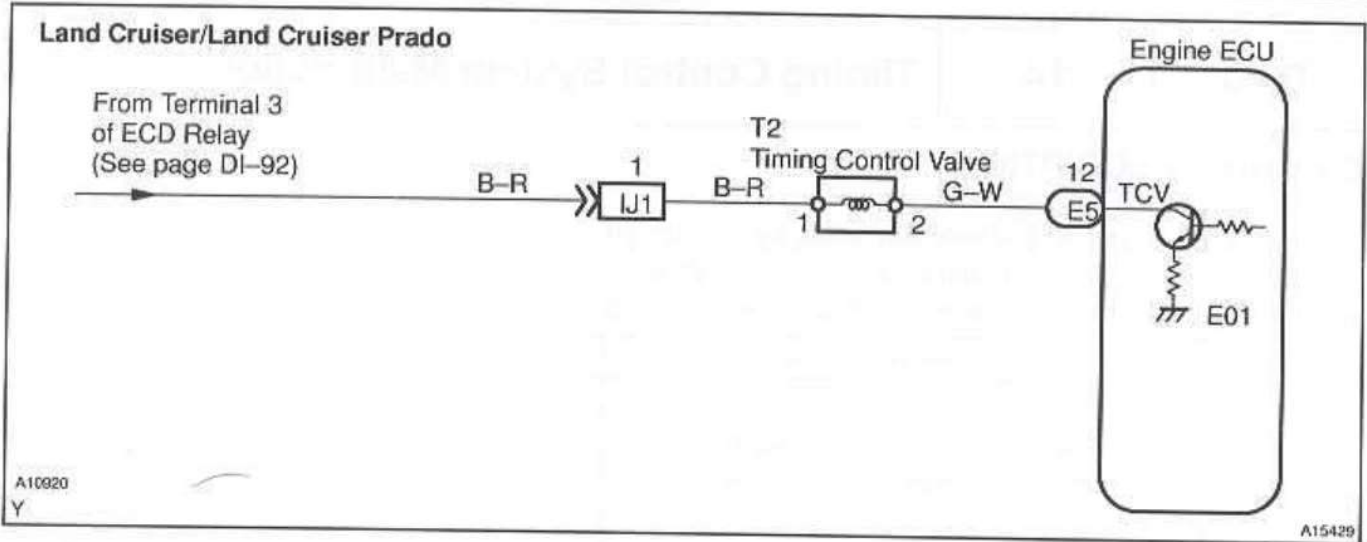 Land Cruiser/Land Cruiser Prado
Engine ECU
From Terminal 3
of ECD Relay
(See page DI–92)
T2
Timing Control Valve
B–R
1
IJ1
B–R
1
2
G–W
12
E5
TCV
E01
A10920
Y
A15429